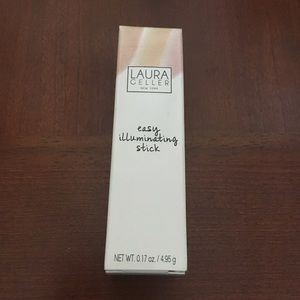 LAURA
GELLER
NEW YORK
easy
illuminating
stick
NET WT. 0.17 oz. / 4.95 g